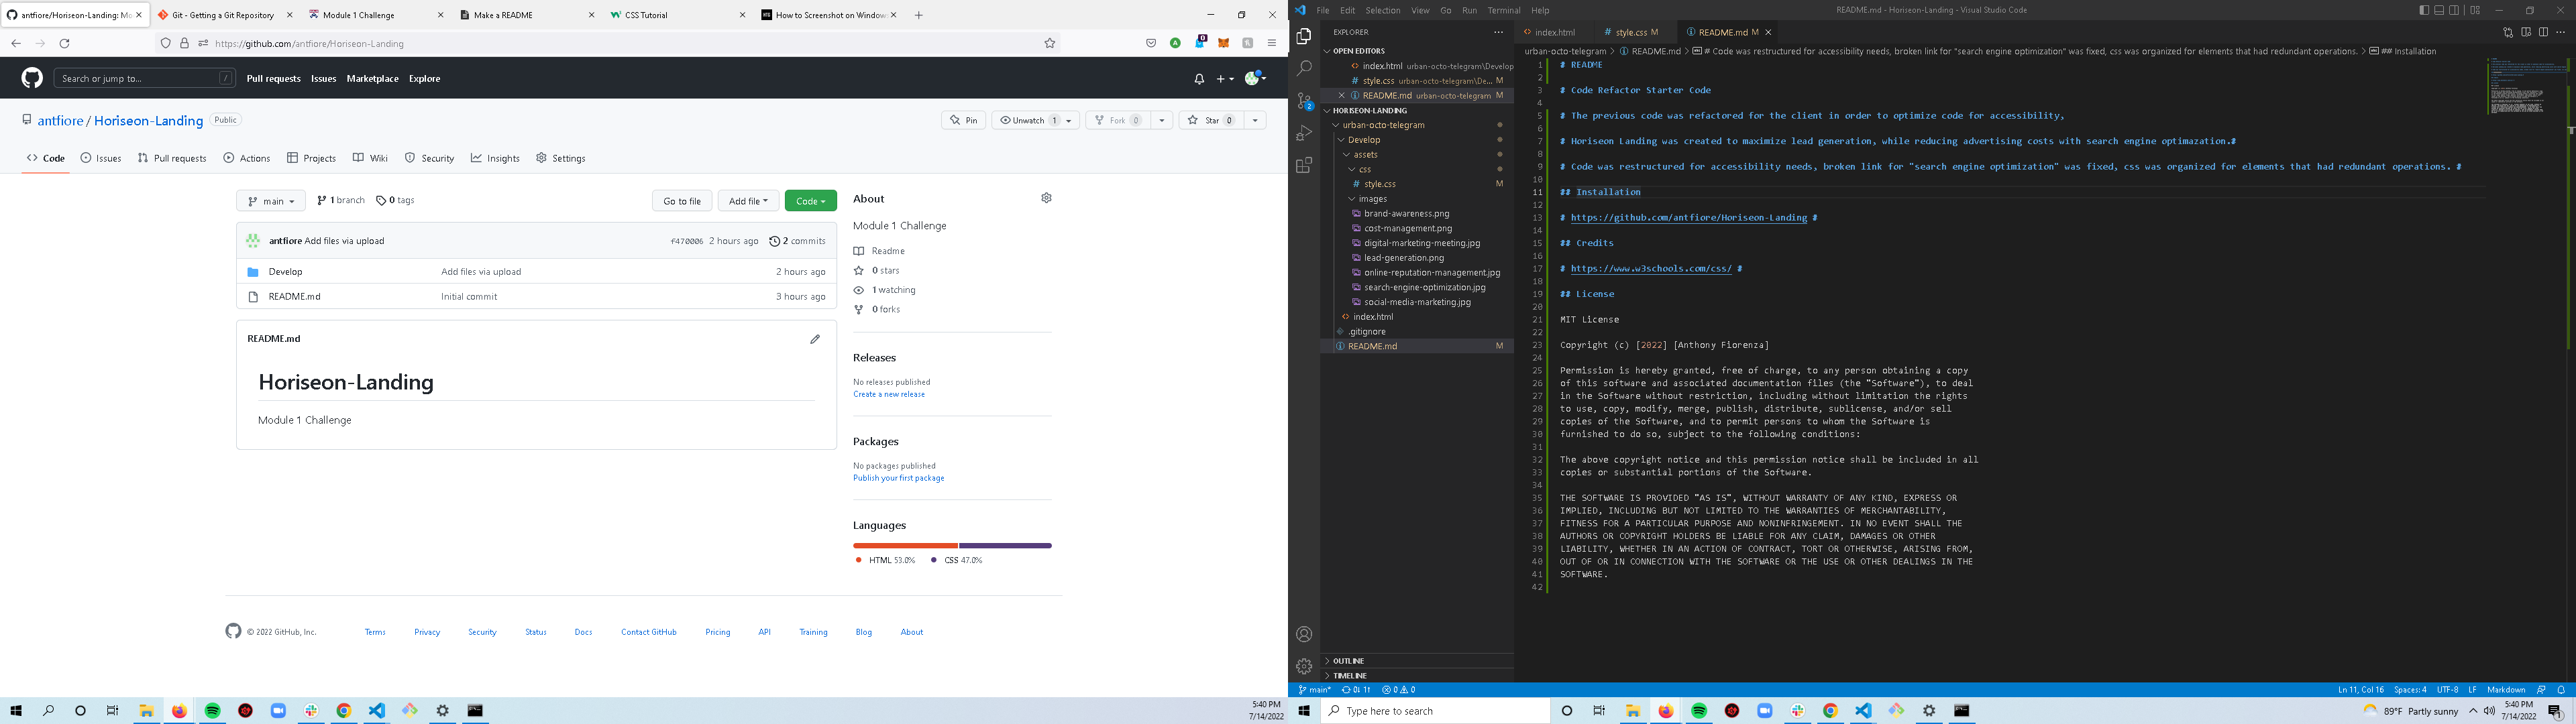 antfiore/Horiseon-Landing: Mo
Git - Getting a Git Repository
Module 1 Challenge
Make a README
CSS Tutorial
How to Screenshot on Window
https://github.com/antfiore/Horiseon-Landing
Search or jump to... /
Pull requests Issues Marketplace Explore
antfiore / Horiseon-Landing Public
Pin Unwatch 1 Fork 0 Star 0
Code Issues Pull requests Actions Projects Wiki Security Insights Settings
main 1 branch 0 tags Go to file Add file Code
antfiore Add files via upload f470006 2 hours ago 2 commits
Develop Add files via upload 2 hours ago
README.md Initial commit 3 hours ago
README.md
Horiseon-Landing
Module 1 Challenge
About
Module 1 Challenge
Readme
0 stars
1 watching
0 forks
Releases
No releases published
Create a new release
Packages
No packages published
Publish your first package
Languages
HTML 53.0% CSS 47.0%
© 2022 GitHub, Inc. Terms Privacy Security Status Docs Contact GitHub Pricing API Training Blog About
5:40 PM
7/14/2022
File Edit Selection View Go Run Terminal Help
README.md - Horiseon-Landing - Visual Studio Code
EXPLORER
OPEN EDITORS
index.html urban-octo-telegram\Develop
style.css urban-octo-telegram\De... M
README.md urban-octo-telegram M
HORISEON-LANDING
urban-octo-telegram
Develop
assets
css
style.css M
images
brand-awareness.png
cost-management.png
digital-marketing-meeting.jpg
lead-generation.png
online-reputation-management.jpg
search-engine-optimization.jpg
social-media-marketing.jpg
index.html
.gitignore
README.md M
OUTLINE
TIMELINE
index.html style.css M README.md M
urban-octo-telegram > README.md > # Code was restructured for accessibility needs, broken link for "search engine optimization" was fixed, css was organized for elements that had redundant operations. > ## Installation
1 # README
2
3 # Code Refactor Starter Code
4
5 # The previous code was refactored for the client in order to optimize code for accessibility,
6
7 # Horiseon Landing was created to maximize lead generation, while reducing advertising costs with search engine optimazation.#
8
9 # Code was restructured for accessibility needs, broken link for "search engine optimization" was fixed, css was organized for elements that had redundant operations. #
10
11 ## Installation
12
13 # https://github.com/antfiore/Horiseon-Landing #
14
15 ## Credits
16
17 # https://www.w3schools.com/css/ #
18
19 ## License
20
21 MIT License
22
23 Copyright (c) [2022] [Anthony Fiorenza]
24
25 Permission is hereby granted, free of charge, to any person obtaining a copy
26 of this software and associated documentation files (the "Software"), to deal
27 in the Software without restriction, including without limitation the rights
28 to use, copy, modify, merge, publish, distribute, sublicense, and/or sell
29 copies of the Software, and to permit persons to whom the Software is
30 furnished to do so, subject to the following conditions:
31
32 The above copyright notice and this permission notice shall be included in all
33 copies or substantial portions of the Software.
34
35 THE SOFTWARE IS PROVIDED "AS IS", WITHOUT WARRANTY OF ANY KIND, EXPRESS OR
36 IMPLIED, INCLUDING BUT NOT LIMITED TO THE WARRANTIES OF MERCHANTABILITY,
37 FITNESS FOR A PARTICULAR PURPOSE AND NONINFRINGEMENT. IN NO EVENT SHALL THE
38 AUTHORS OR COPYRIGHT HOLDERS BE LIABLE FOR ANY CLAIM, DAMAGES OR OTHER
39 LIABILITY, WHETHER IN AN ACTION OF CONTRACT, TORT OR OTHERWISE, ARISING FROM,
40 OUT OF OR IN CONNECTION WITH THE SOFTWARE OR THE USE OR OTHER DEALINGS IN THE
41 SOFTWARE.
42
main* 0↓ 1↑ 0 0
Ln 11, Col 16 Spaces: 4 UTF-8 LF Markdown
Type here to search
89°F Partly sunny
5:40 PM
7/14/2022